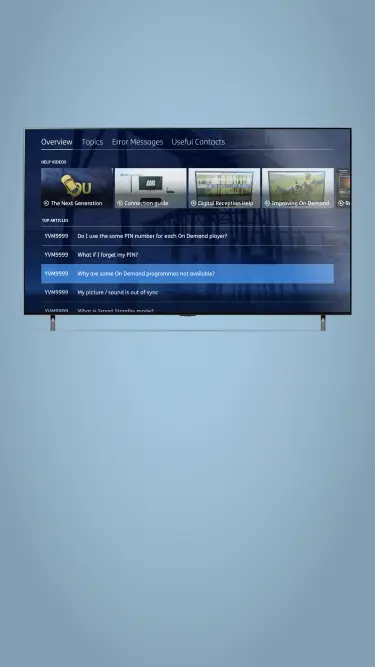 Overview Topics Error Messages Useful Contacts
HELP VIDEOS
YOU
The Next Generation
Connection guide
Digital Reception Help
Improving On Demand
TOP ARTICLES
YVM9999 Do I use the some PIN number for each On Demand player?
YVM9999 What if I forget my PIN?
YVM9999 Why are some On Demand programmes not available?
YVM9999 My picture / sound is out of sync
YVM9999 What is Smart Standby mode?